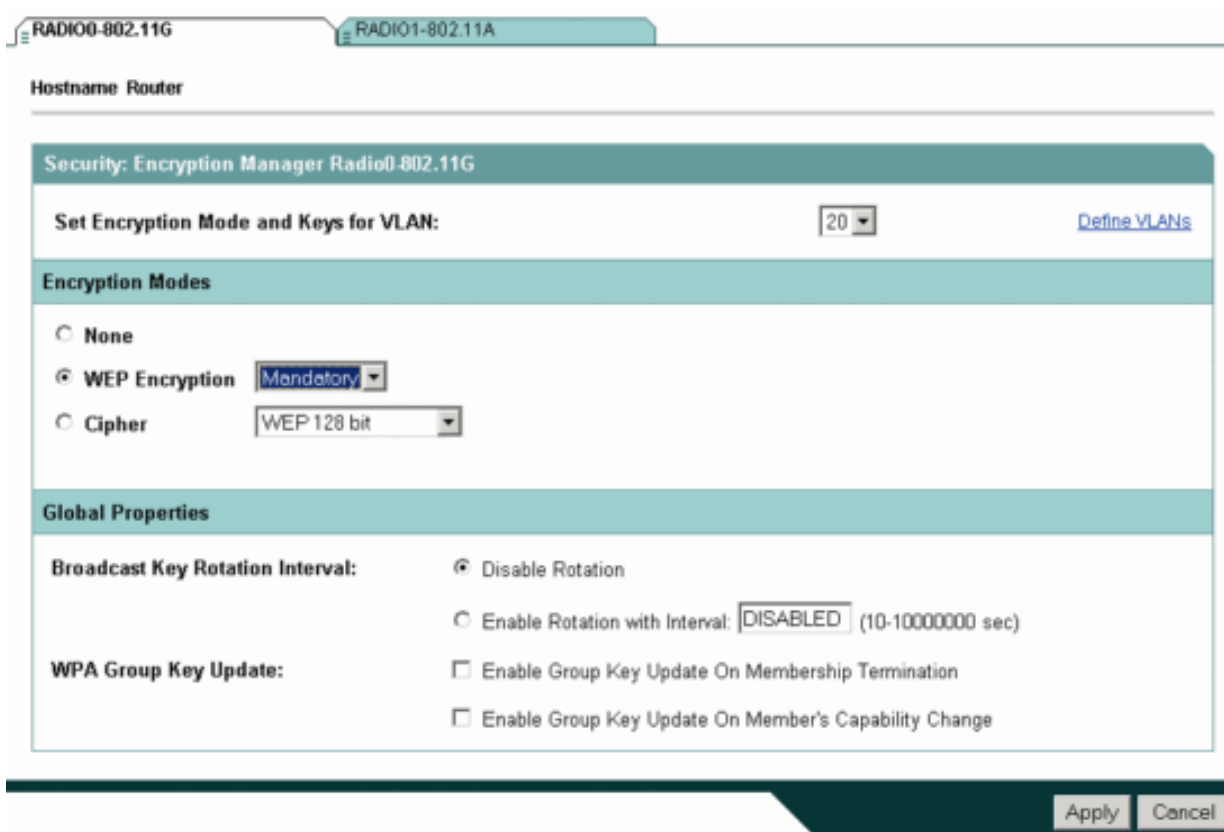 RADIO0-802.11G RADIO1-802.11A
Hostname Router
Security: Encryption Manager Radio0-802.11G
Set Encryption Mode and Keys for VLAN: 20 Define VLANs
Encryption Modes
None
WEP Encryption Mandatory
Cipher WEP 128 bit
Global Properties
Broadcast Key Rotation Interval: Disable Rotation
Enable Rotation with Interval: DISABLED (10-10000000 sec)
WPA Group Key Update: Enable Group Key Update On Membership Termination
Enable Group Key Update On Member's Capability Change
Apply Cancel